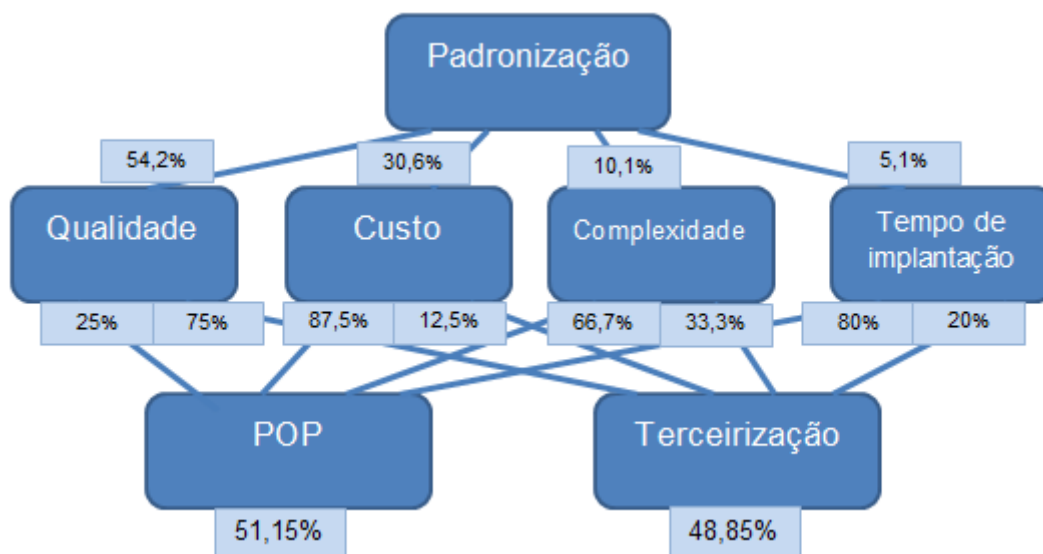 Padronização
54,2%
30,6%
10,1%
5,1%
Qualidade
Custo
Complexidade
Tempo de
implantação
25%
75%
87,5%
12,5%
66,7%
33,3%
80%
20%
POP
Terceirização
51,15%
48,85%